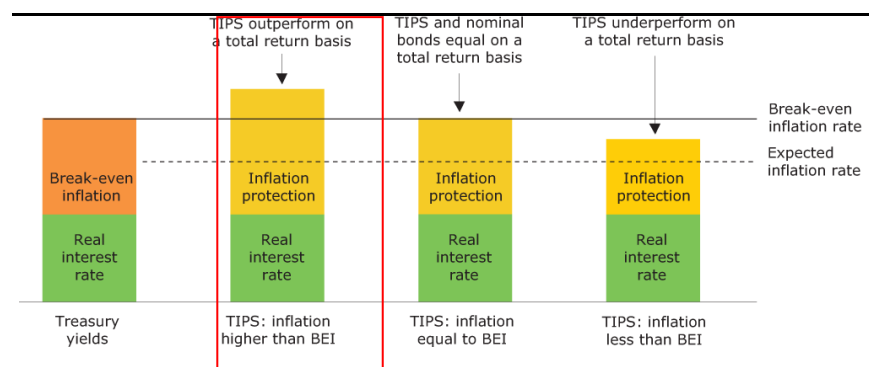 TIPS outperform on
a total return basis
TIPS and nominal
bonds equal on a
total return basis
TIPS underperform on
a total return basis
Break-even
inflation rate
Expected
inflation rate
Break-even
inflation
Inflation
protection
Inflation
protection
Inflation
protection
Real
interest
rate
Real
interest
rate
Real
interest
rate
Real
interest
rate
Treasury
yields
TIPS: inflation
higher than BEI
TIPS: inflation
equal to BEI
TIPS: inflation
less than BEI